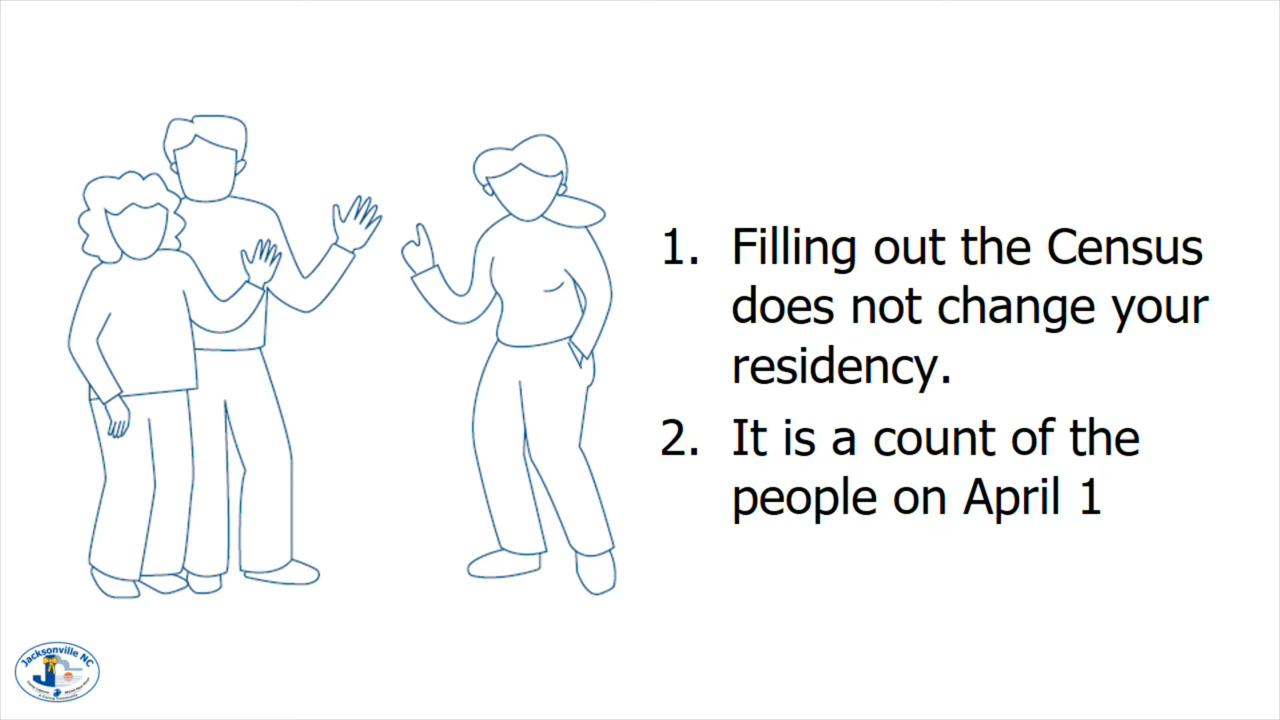 1. Filling out the Census
does not change your
residency.
2. It is a count of the
people on April 1
Jacksonville NC